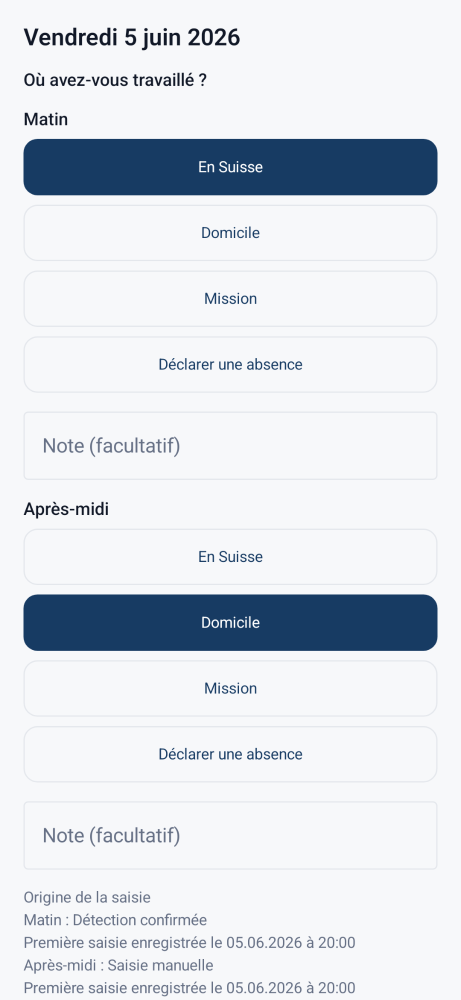 Vendredi 5 juin 2026
Où avez-vous travaillé ?
Matin
En Suisse
Domicile
Mission
Déclarer une absence
Note (facultatif)
Après-midi
En Suisse
Domicile
Mission
Déclarer une absence
Note (facultatif)
Origine de la saisie
Matin : Détection confirmée
Première saisie enregistrée le 05.06.2026 à 20:00
Après-midi : Saisie manuelle
Première saisie enregistrée le 05.06.2026 à 20:00